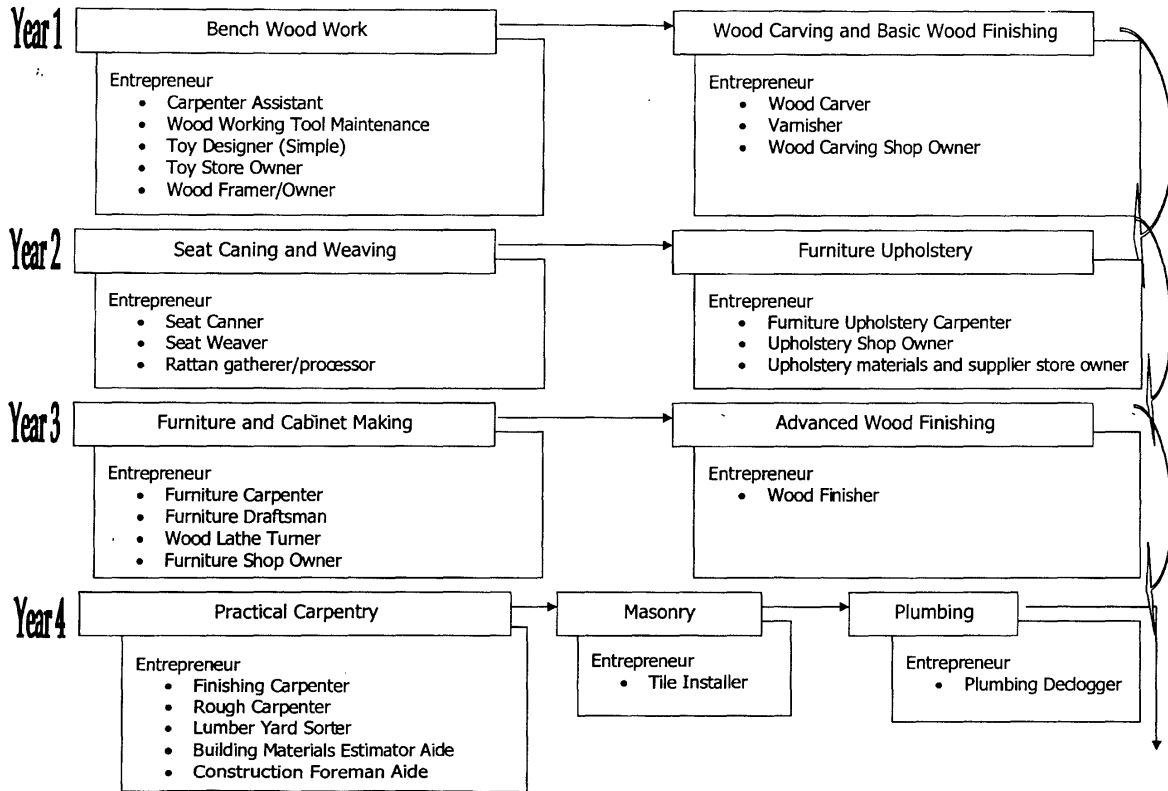 Year 1
Bench Wood Work
Wood Carving and Basic Wood Finishing
Entrepreneur
• Carpenter Assistant
• Wood Working Tool Maintenance
• Toy Designer (Simple)
• Toy Store Owner
• Wood Framer/Owner
Entrepreneur
• Wood Carver
• Varnisher
• Wood Carving Shop Owner
Year 2
Seat Caning and Weaving
Furniture Upholstery
Entrepreneur
• Seat Canner
• Seat Weaver
• Rattan gatherer/processor
Entrepreneur
• Furniture Upholstery Carpenter
• Upholstery Shop Owner
• Upholstery materials and supplier store owner
Year 3
Furniture and Cabinet Making
Advanced Wood Finishing
Entrepreneur
• Furniture Carpenter
• Furniture Draftsman
• Wood Lathe Turner
• Furniture Shop Owner
Entrepreneur
• Wood Finisher
Year 4
Practical Carpentry
Masonry
Plumbing
Entrepreneur
• Finishing Carpenter
• Rough Carpenter
• Lumber Yard Sorter
• Building Materials Estimator Aide
• Construction Foreman Aide
Entrepreneur
• Tile Installer
Entrepreneur
• Plumbing Declogger